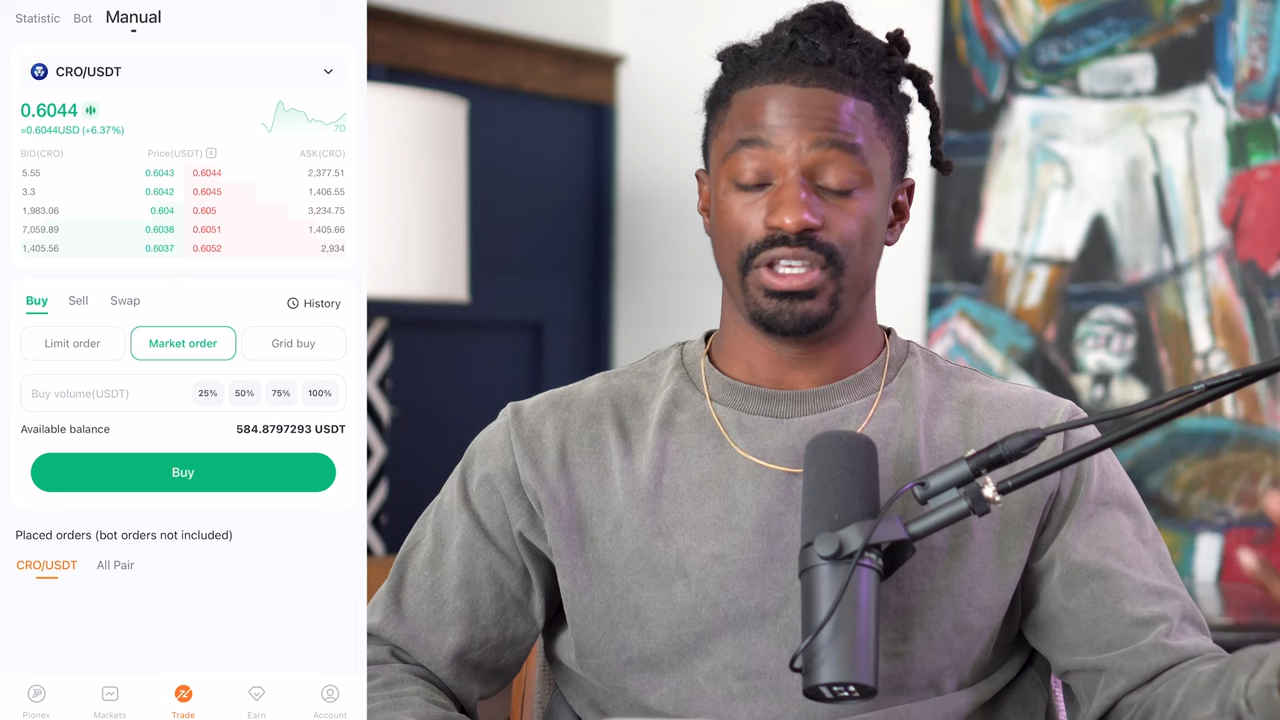 Statistic Bot Manual
CRO/USDT
0.6044
=0.6044USD (+6.37%)
7D
BID(CRO) Price(USDT) 4 ASK(CRO)
5.55 0.6043 0.6044 2,377.51
3.3 0.6042 0.6045 1,406.55
1,983.06 0.604 0.605 3,234.75
7,059.89 0.6038 0.6051 1,405.66
1,405.56 0.6037 0.6052 2,934
Buy Sell Swap History
Limit order Market order Grid buy
Buy volume(USDT) 25% 50% 75% 100%
Available balance 584.8797293 USDT
Buy
Placed orders (bot orders not included)
CRO/USDT All Pair
Pionex Markets Trade Earn Account